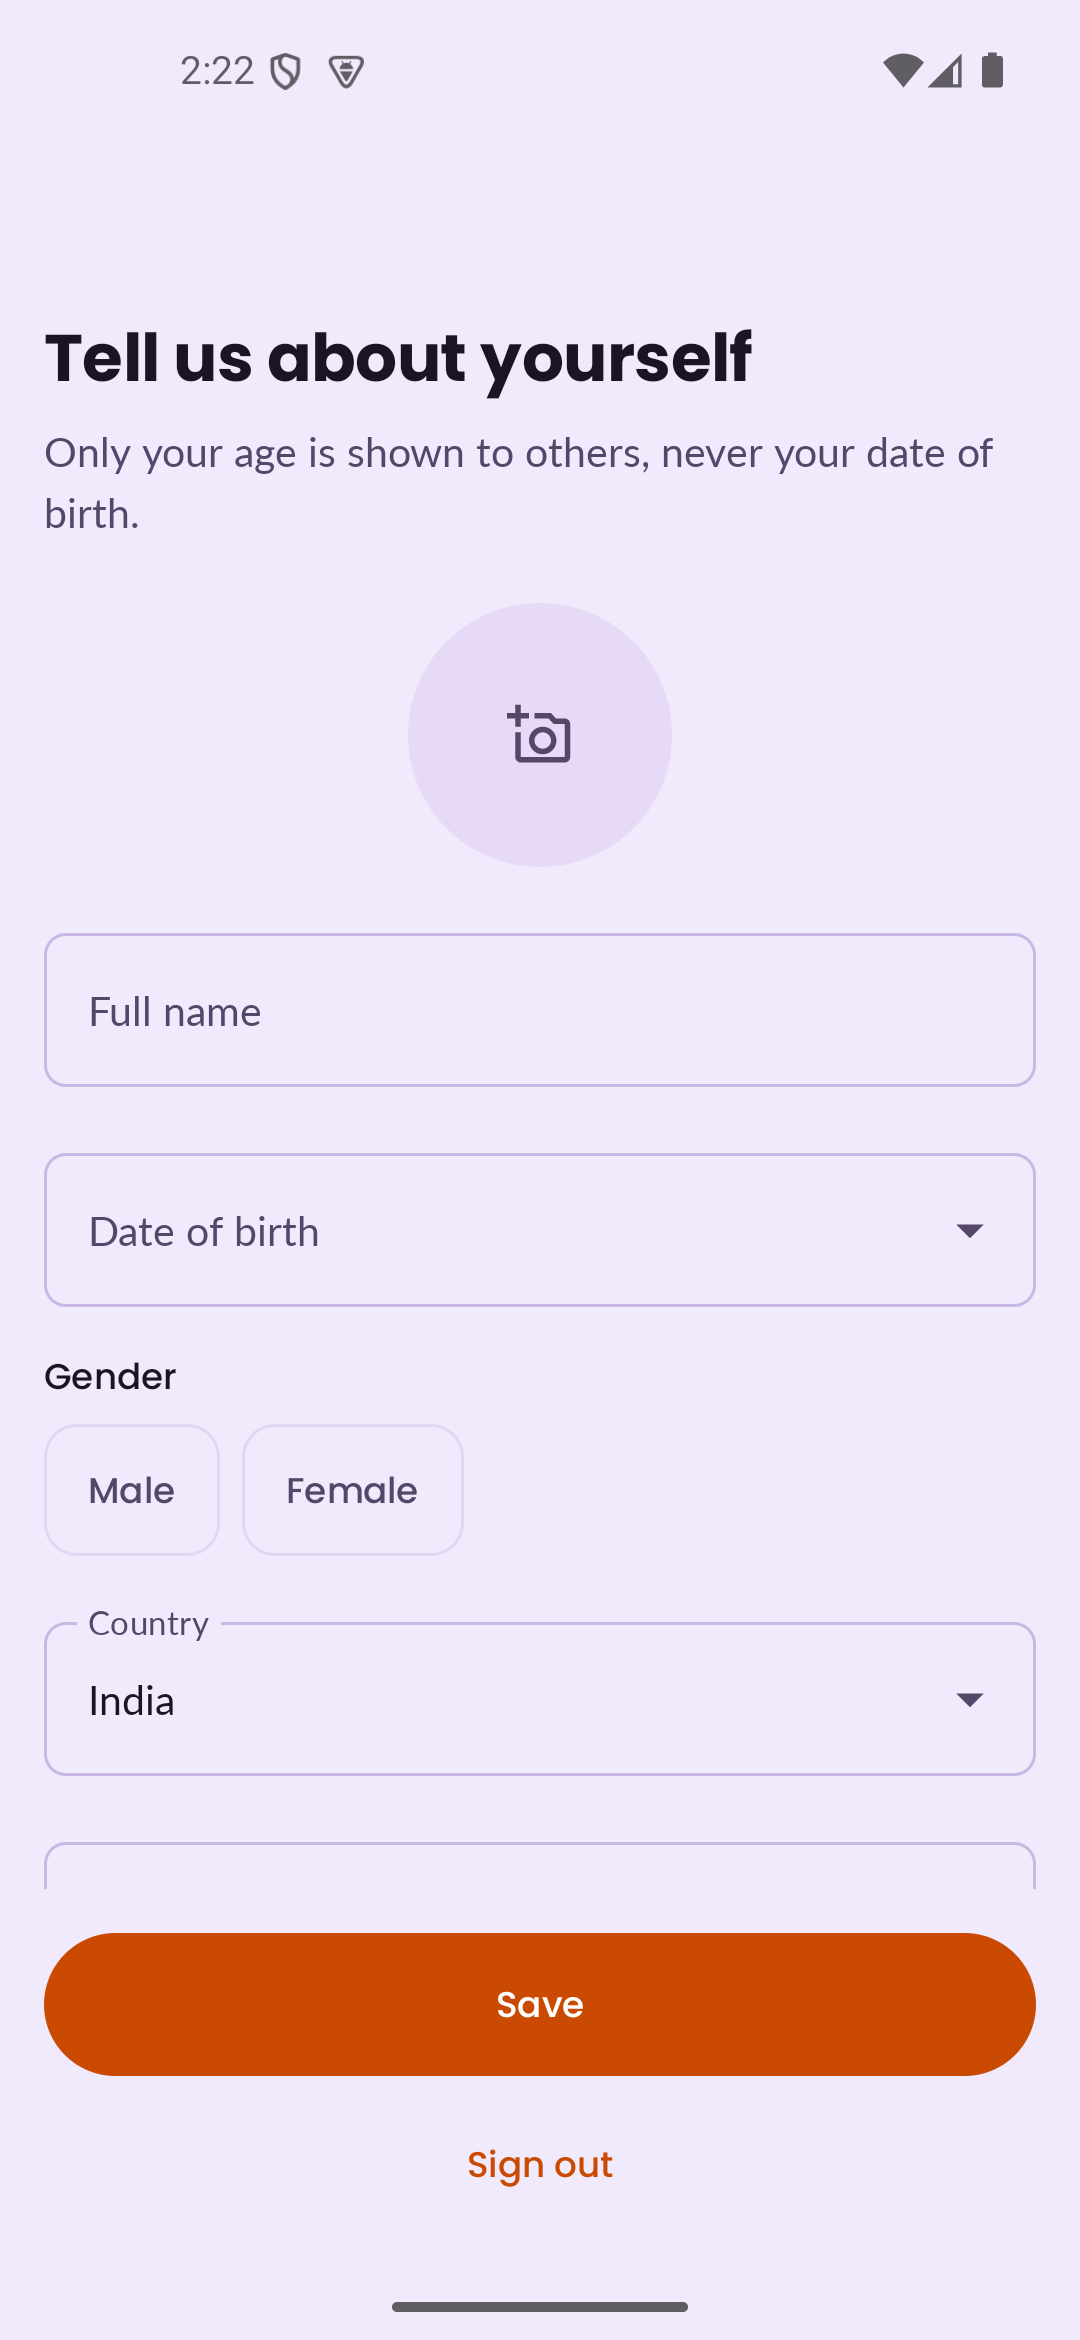 2:22
Tell us about yourself
Only your age is shown to others, never your date of
birth.
Full name
Date of birth
Gender
Male
Female
Country
India
Save
Sign out